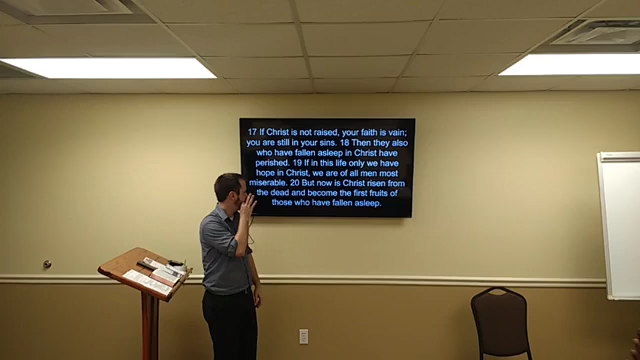 17 If Christ is not raised, your faith is vain;
you are still in your sins. 18 Then they also
who have fallen asleep in Christ have
perished. 19 If in this life only we have
hope in Christ, we are of all men most
miserable. 20 But now is Christ risen from
the dead and become the first fruits of
those who have fallen asleep.